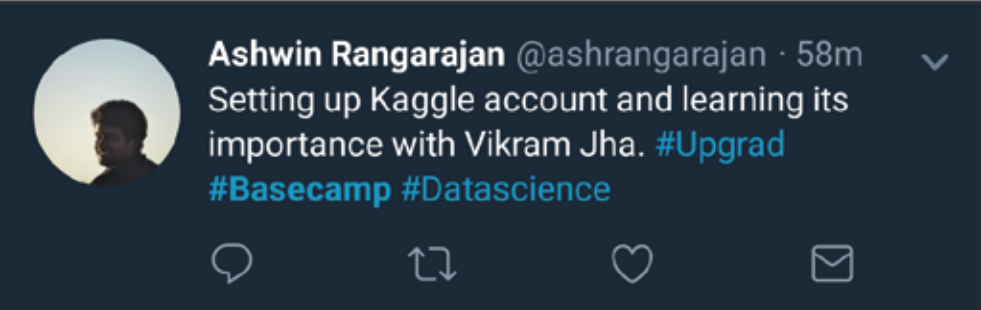 Ashwin Rangarajan @ashrangarajan · 58m
Setting up Kaggle account and learning its
importance with Vikram Jha. #Upgrad
#Basecamp #Datascience